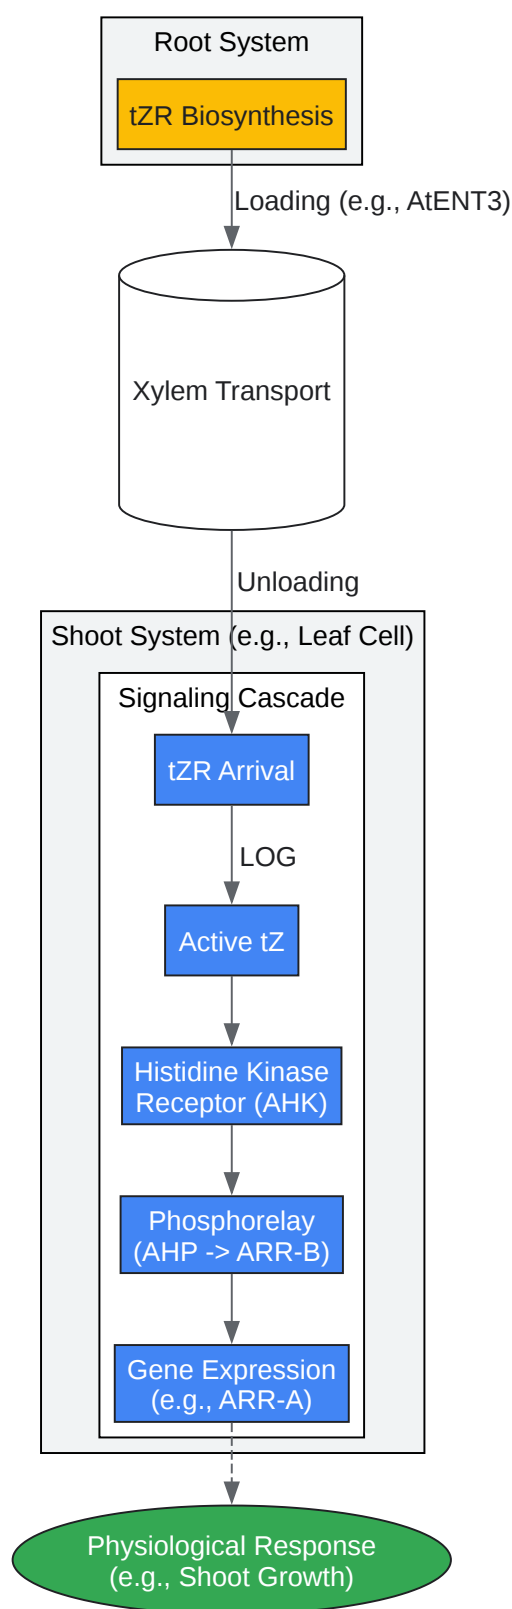 Root System
tZR Biosynthesis
Loading (e.g., AtENT3)
Xylem Transport
Unloading
Shoot System (e.g., Leaf Cell)
Signaling Cascade
tZR Arrival
LOG
Active tZ
Histidine Kinase
Receptor (AHK)
Phosphorelay
(AHP -> ARR-B)
Gene Expression
(e.g., ARR-A)
Physiological Response
(e.g., Shoot Growth)